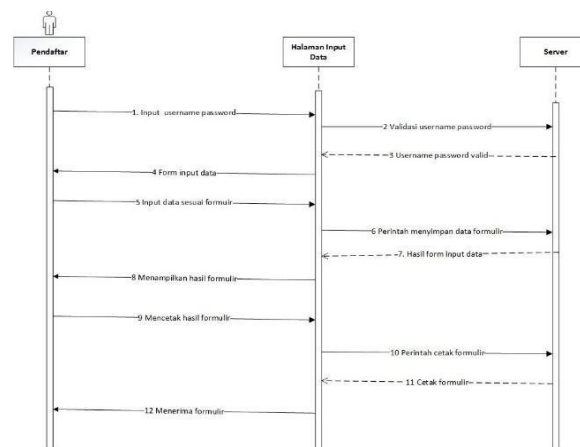 Pendaftar
Halaman Input
Data
Server
1. Input username password
2 Validasi username password
3 Username password valid
4 Form input data
5 Input data sesuai formulir
6 Perintah menyimpan data formulir
7. Hasil form input data
8 Menampilkan hasil formulir
9 Mencetak hasil formulir
10 Perintah cetak formulir
11 Cetak formulir
12 Menerima formulir